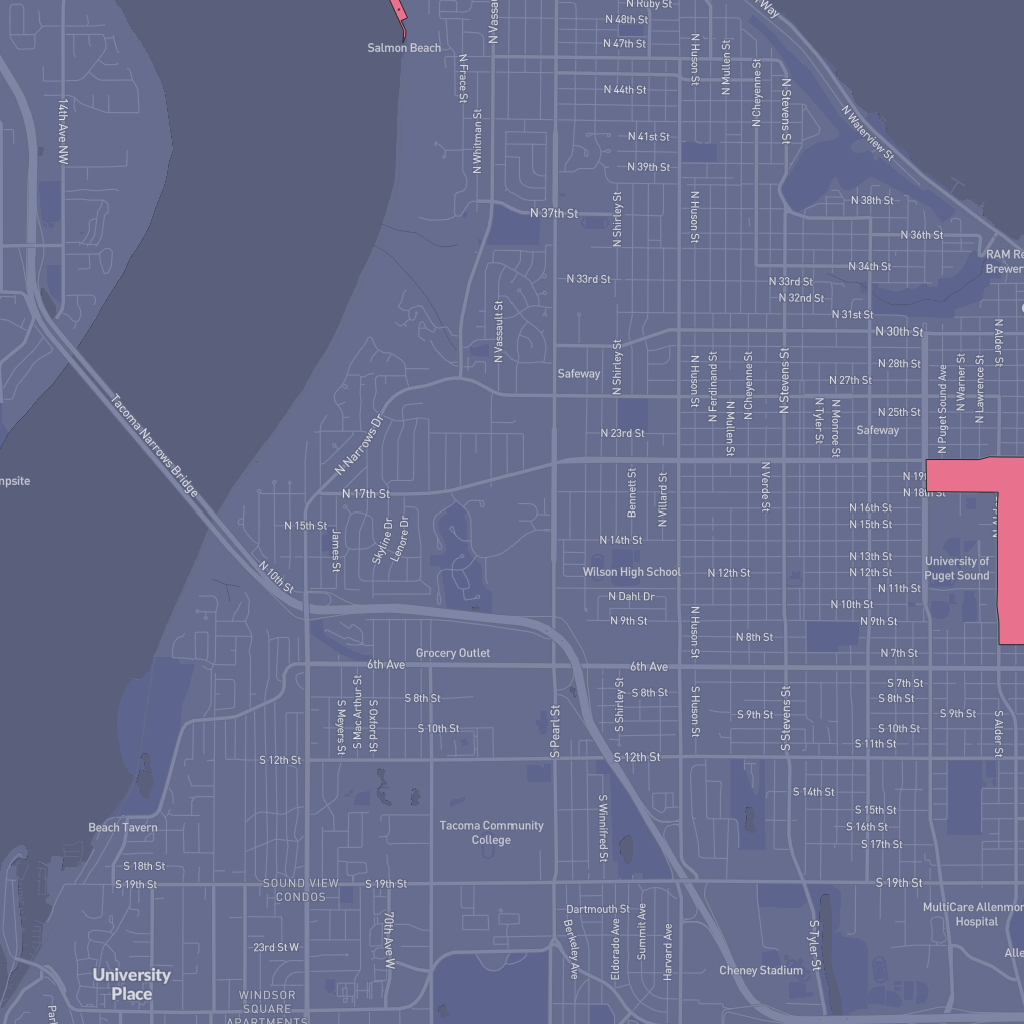 N Ruby St
Way
N 48th St
N 47th St
Salmon Beach
N Vassa
N Frace St
N Huson St
N Mullen St
N Cheyenne St
N 44th St
N Stevens St
14th Ave NW
N Whitman St
N Waterview St
N 41st St
N 39th St
N 38th St
N 37th St
N Shirley St
N Huson St
N 36th St
RAM Re
Brewer
N 34th St
N 33rd St
N 33rd St
N 32nd St
N 31st St
N 30th St
N Vassault St
N Alder St
N Shirley St
N 28th St
Safeway
N 27th St
N Huson St
N Ferdinand St
N Cheyenne St
N Stevens St
N Puget Sound Ave
N Warner St
N Lawrence St
N Mullen St
N Tyler St
N Monroe St
N 25th St
Safeway
N 23rd St
Tacoma Narrows Bridge
N Narrows Dr
mpsite
N 17th St
Bennett St
N Villard St
N Verde St
N 19t
N 18th St
N 16th St
N 15th St
N 15th St
James St
Skyline Dr
Lenore Dr
N 14th St
N 13th St
University of
Puget Sound
Wilson High School
N 12th St
N 12th St
N 10th St
N 11th St
N Dahl Dr
N 10th St
N 9th St
N 9th St
N Huson St
N 8th St
Grocery Outlet
N 7th St
6th Ave
6th Ave
S 7th St
S 8th St
S 8th St
S 8th St
S Meyers St
S Mac Arthur St
S Oxford St
S Shirley St
S Huson St
S Stevens St
S 9th St
S 9th St
S Alder St
S 10th St
S 10th St
S Pearl St
S 11th St
S 12th St
S 12th St
S 14th St
S 15th St
S Winnifred St
Beach Tavern
Tacoma Community
College
S 16th St
S 17th St
S 18th St
S 19th St
SOUND VIEW
CONDOS
S 19th St
S 19th St
Dartmouth St
MultiCare Allenmor
Hospital
70th Ave W
Berkeley Ave
Eldorado Ave
Summit Ave
Harvard Ave
S Tyler St
23rd St W
Alle
Cheney Stadium
University
Place
WINDSOR
SQUARE
APARTMENTS
Par